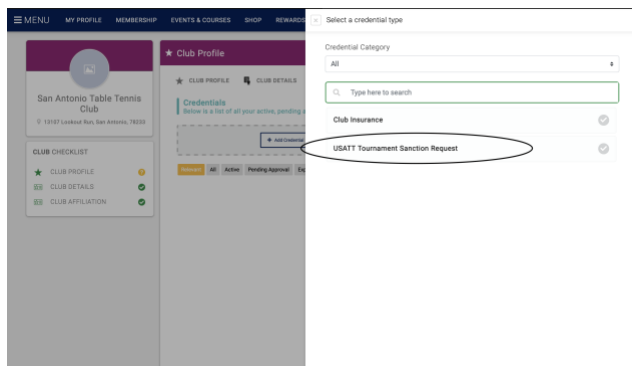 MENU MY PROFILE MEMBERSHIP EVENTS & COURSES SHOP REWARDS
San Antonio Table Tennis
Club
Lookout Run, San Antonio, 78233
CLUB CHECKLIST
CLUB PROFILE
CLUB DETAILS
CLUB AFFILIATION
Club Profile
CLUB PROFILE CLUB DETAILS
Credentials
Below is a list of all your active, pending
+ Add Credential
All Active Pending Approval
Select a credential type
Credential Category
All
Type here to search
Club Insurance
USATT Tournament Sanction Request